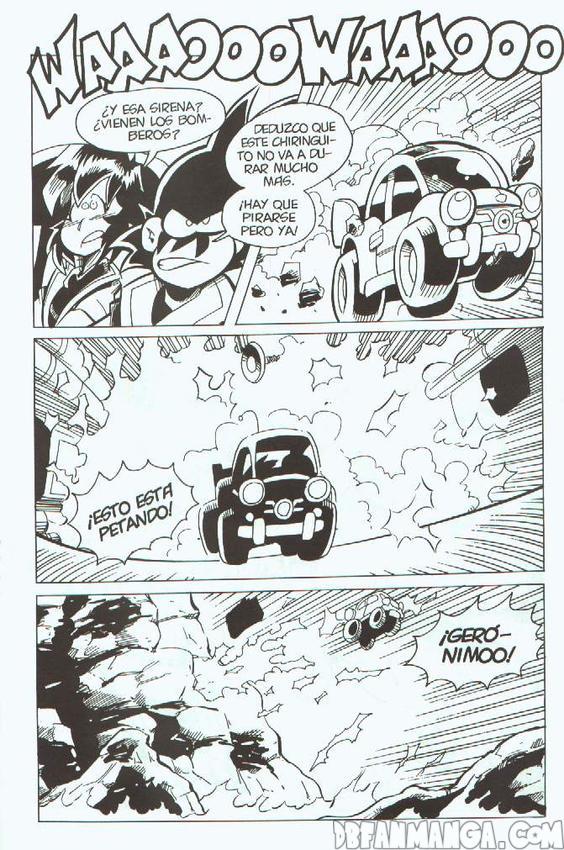 WAAAOOOWAAAOOO
¿Y ESA SIRENA?
¿VIENEN LOS BOM-
BEROS?
DEDUZCO QUE
ESTE CHIRINGUI-
TO NO VA A DU-
RAR MUCHO
MAS.
¡HAY QUE
PIRARSE
PERO YA!
¡ESTO ESTA
PETANDO!
¡GERÓ-
NIMOO!
DBFANMANGA.COM